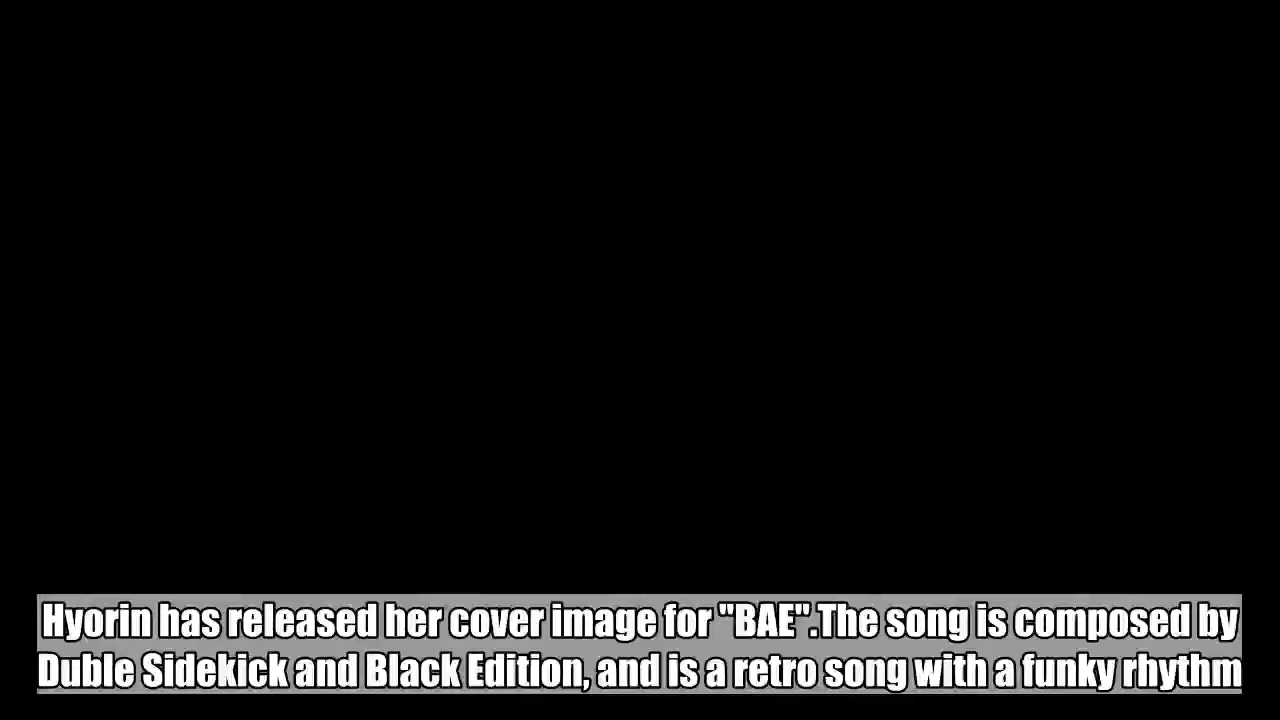 Hyorin has released her cover image for "BAE".The song is composed by
Duble Sidekick and Black Edition, and is a retro song with a funky rhythm